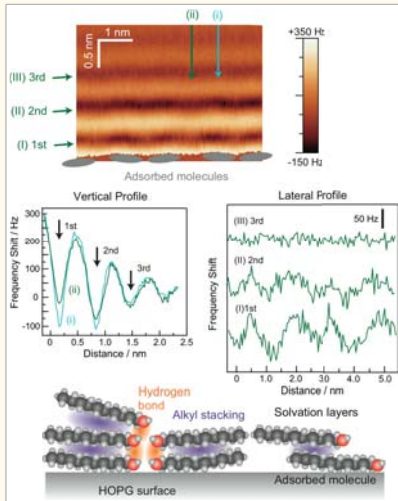 (ii) (i)
+350 Hz
1 nm
0.5 nm
(III) 3rd
(II) 2nd
(I) 1st
-150 Hz
Adsorbed molecules
Vertical Profile
Frequency Shift / Hz
300
200
100
0
-100
1st
2nd
3rd
(ii)
(i)
0 0.5 1.0 1.5 2.0
Distance / nm
Lateral Profile
50 Hz
Frequency Shift
(III) 3rd
(II) 2nd
(I)1st
0 1.0 2.0 3.0 4.0 5.0
Distance / nm
Hydrogen
bond
Alkyl stacking
Solvation layers
HOPG surface
Adsorbed molecule